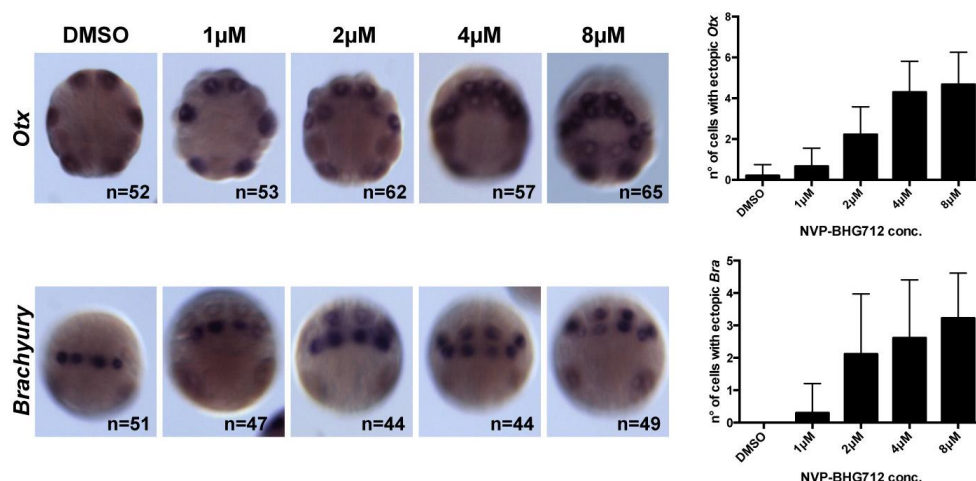 DMSO 1µM 2µM 4µM 8µM
Otx
n=52 n=53 n=62 n=57 n=65
Brachyury
n=51 n=47 n=44 n=44 n=49
n° of cells with ectopic Otx
8
6
4
2
0
DMSO 1µM 2µM 4µM 8µM
NVP-BHG712 conc.
n° of cells with ectopic Bra
5
4
3
2
1
0
DMSO 1µM 2µM 4µM 8µM
NVP-BHG712 conc.